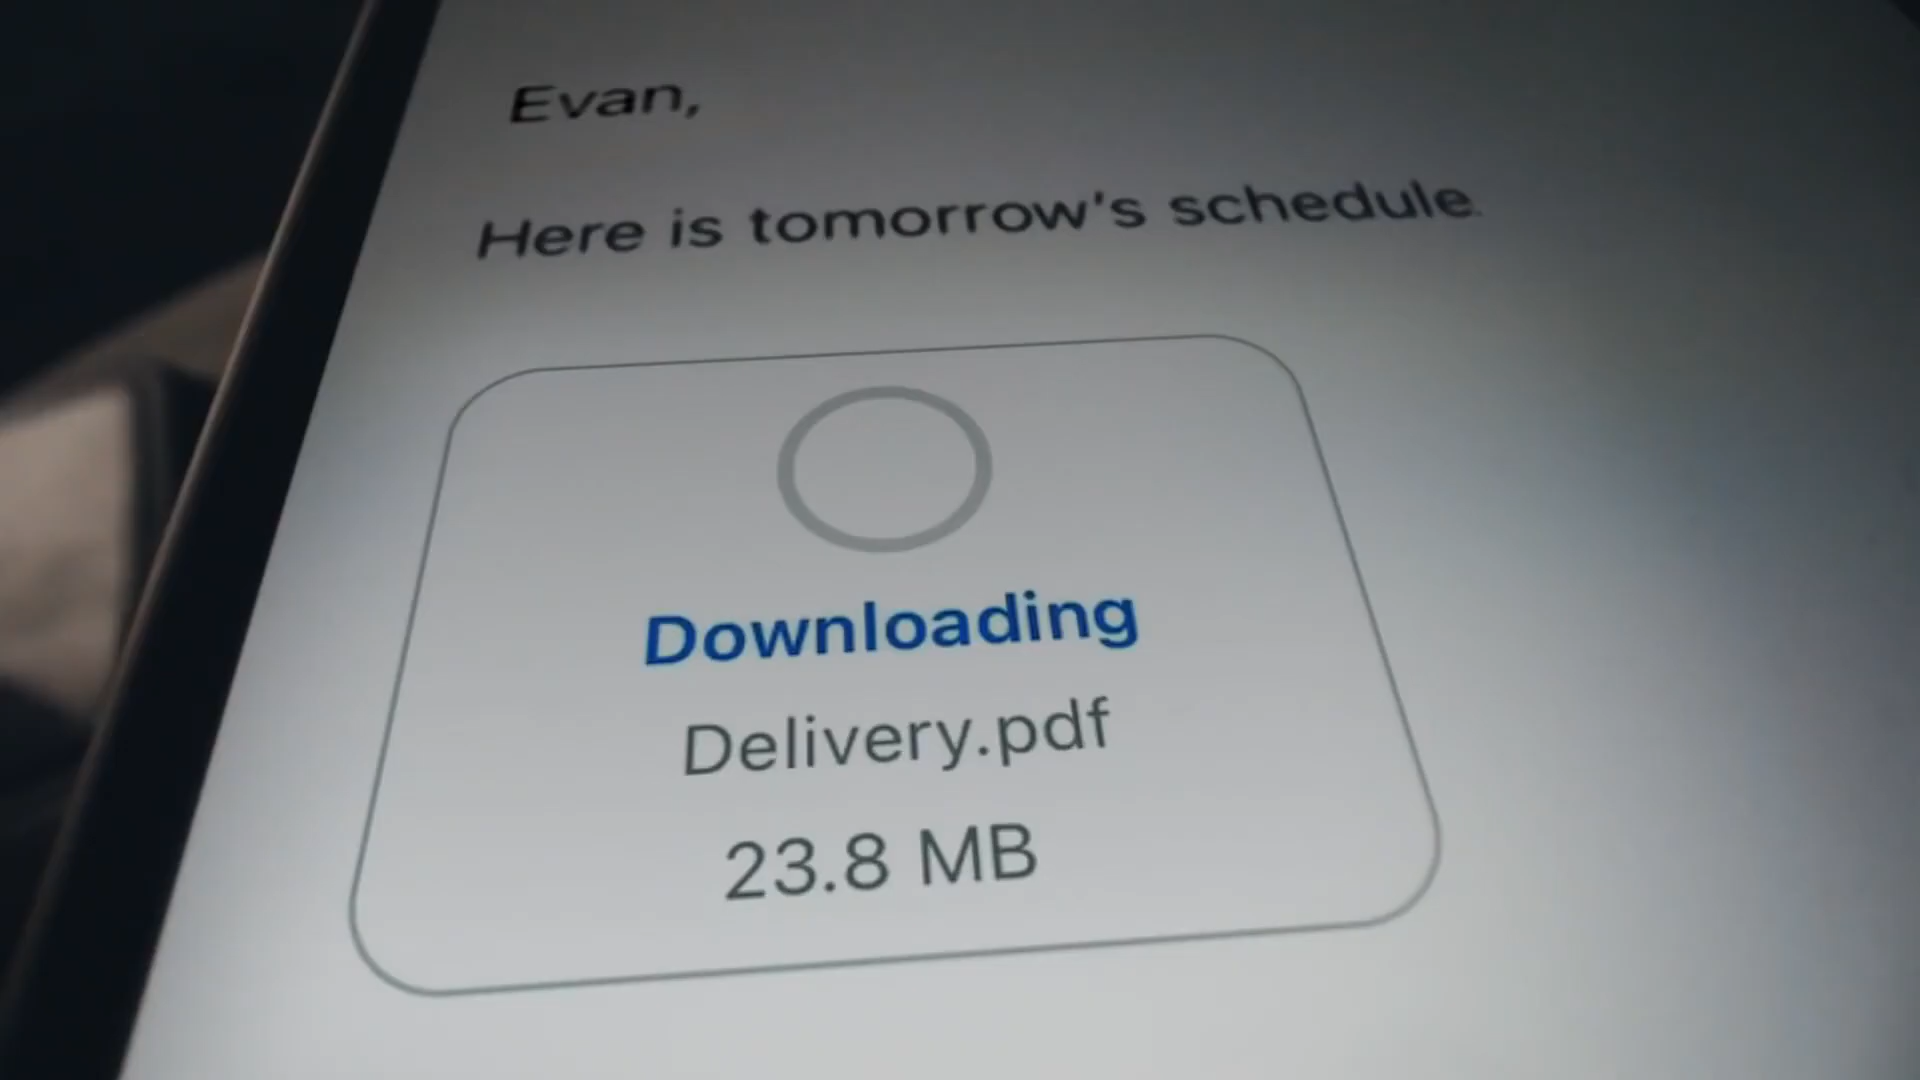 Evan,
Here is tomorrow's schedule.
Downloading
Delivery.pdf
23.8 MB